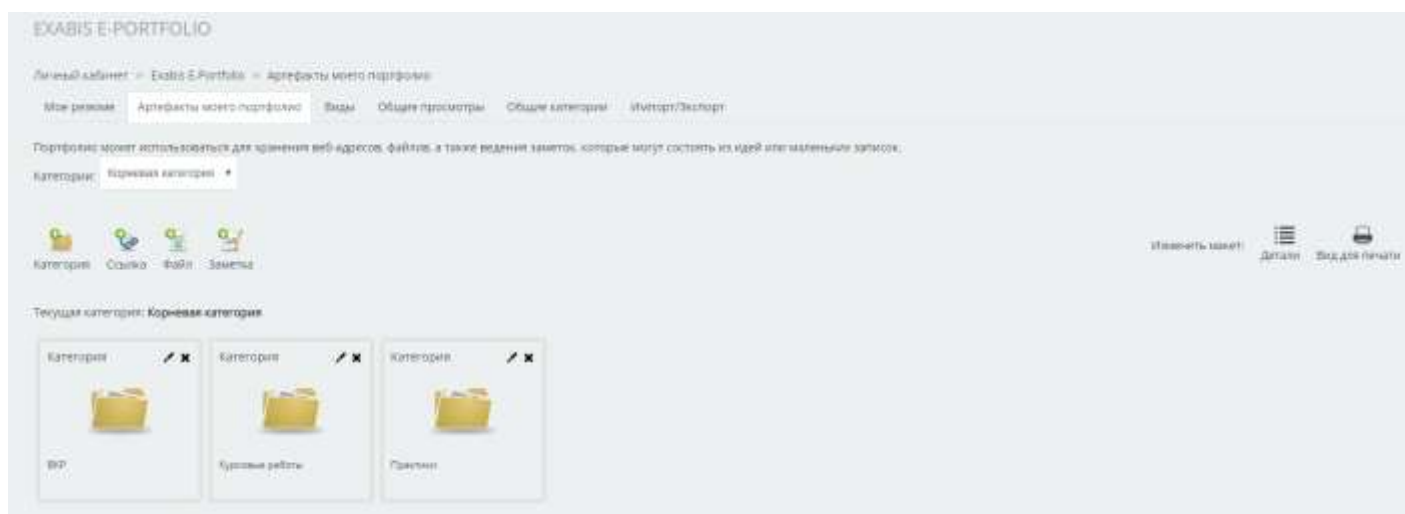 EXABIS E-PORTFOLIO
Личный кабинет > Exabis E-Portfolio > Артефакты моего портфолио
Мое резюме Артефакты моего портфолио Виды Общие просмотры Общие категории Импорт/Экспорт
Портфолио может использоваться для хранения веб-адресов, файлов, а также ведения заметок, которые могут состоять из идей или маленьких записок.
Категории: Корневая категория
Категория Ссылка Файл Заметка
Изменить макет: Детали Вид для печати
Текущая категория: Корневая категория
Категория Категория Категория
ВКР Курсовые работы Практики